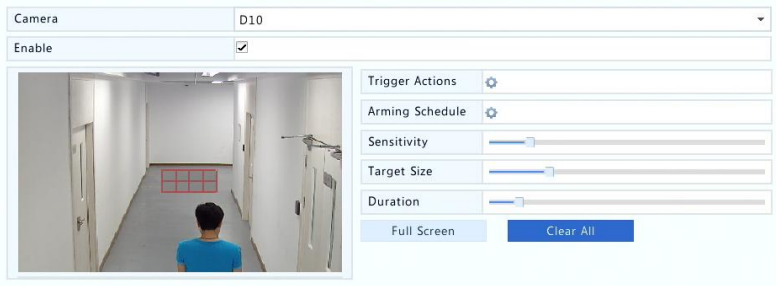 Camera
D10
Enable
Trigger Actions
Arming Schedule
Sensitivity
Target Size
Duration
Full Screen
Clear All